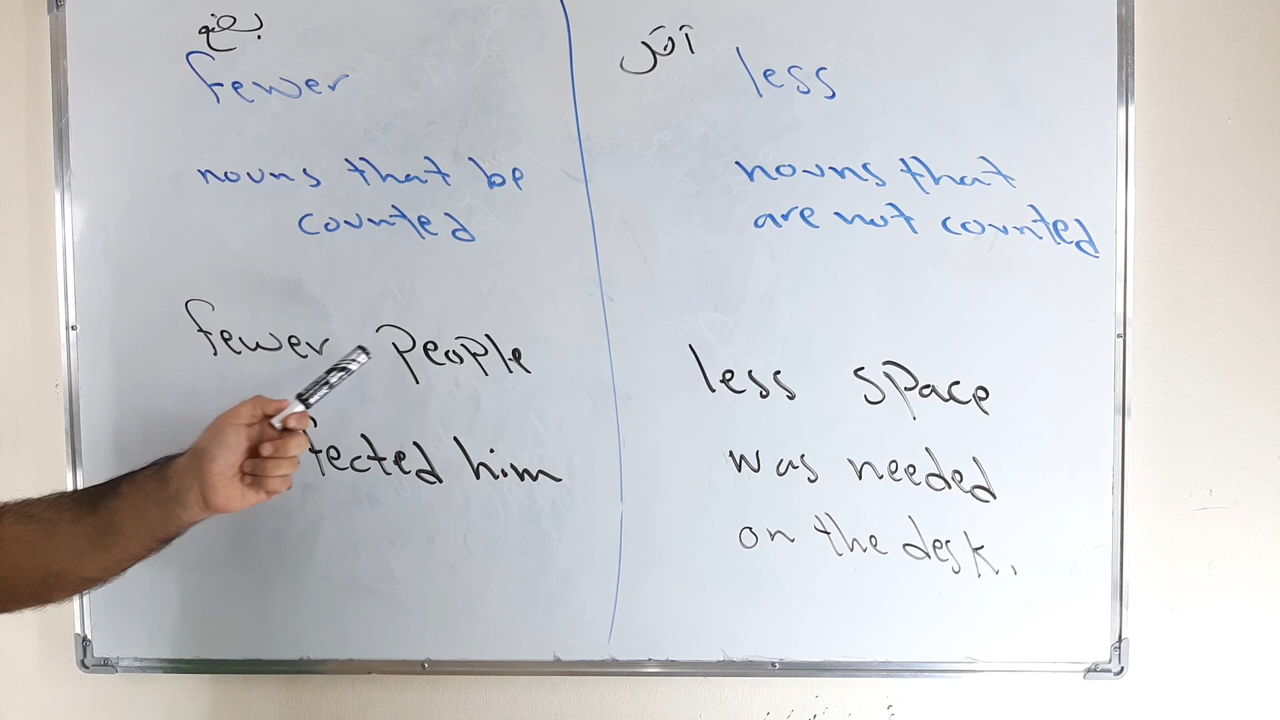 بضع
fewer
nouns that be
counted
fewer people
him
أقل
less
nouns that
are not counted
less space
was needed
on the desk.